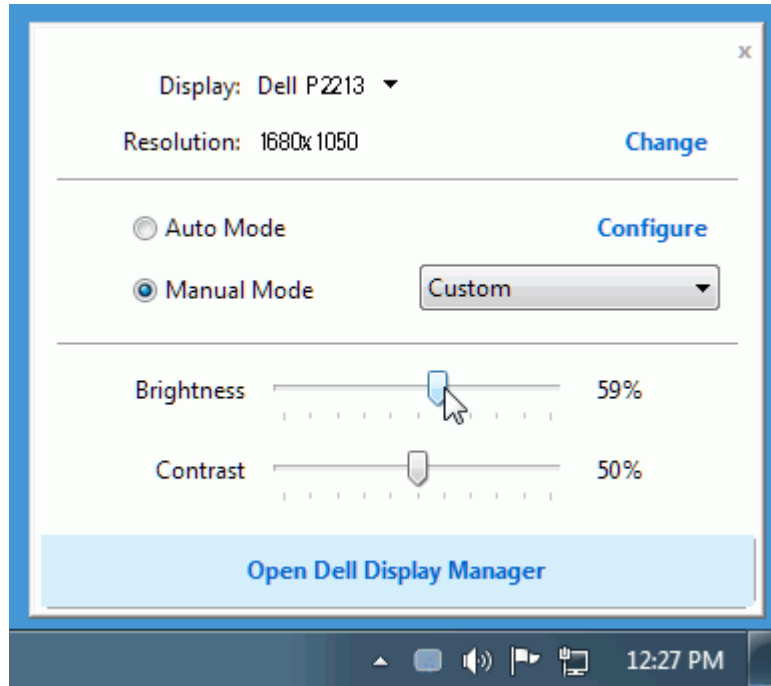 x
Display: Dell P2213
Resolution: 1680x1050 Change
Auto Mode Configure
Manual Mode Custom
Brightness 59%
Contrast 50%
Open Dell Display Manager
12:27 PM